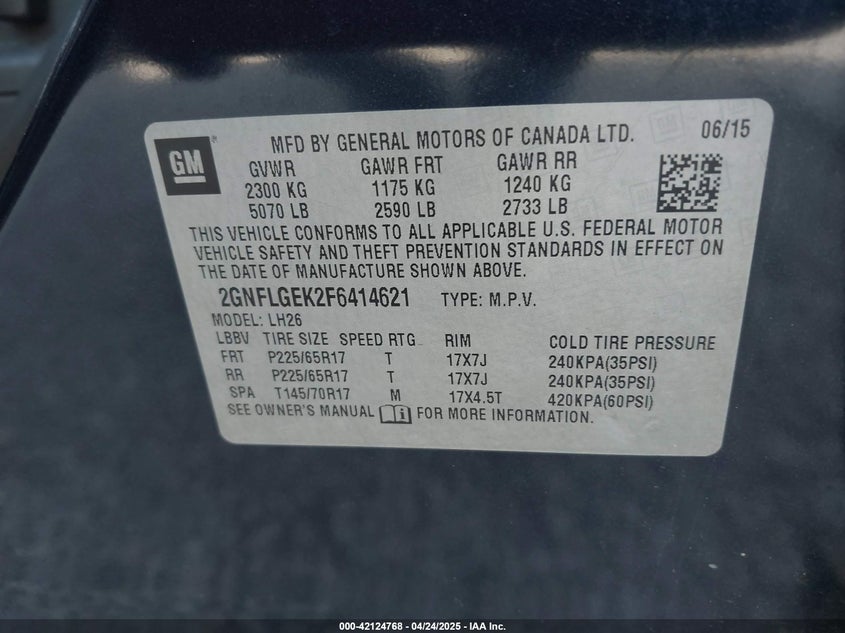 GM
MFD BY GENERAL MOTORS OF CANADA LTD. 06/15
GVWR GAWR FRT GAWR RR
2300 KG 1175 KG 1240 KG
5070 LB 2590 LB 2733 LB
THIS VEHICLE CONFORMS TO ALL APPLICABLE U.S. FEDERAL MOTOR
VEHICLE SAFETY AND THEFT PREVENTION STANDARDS IN EFFECT ON
THE DATE OF MANUFACTURE SHOWN ABOVE.
2GNFLGEK2F6414621 TYPE: M.P.V.
MODEL: LH26
LBBV TIRE SIZE SPEED RTG RIM COLD TIRE PRESSURE
FRT P225/65R17 T 17X7J 240KPA(35PSI)
RR P225/65R17 T 17X7J 240KPA(35PSI)
SPA T145/70R17 M 17X4.5T 420KPA(60PSI)
SEE OWNER'S MANUAL FOR MORE INFORMATION.
000-42124768 - 04/24/2025 - IAA Inc.